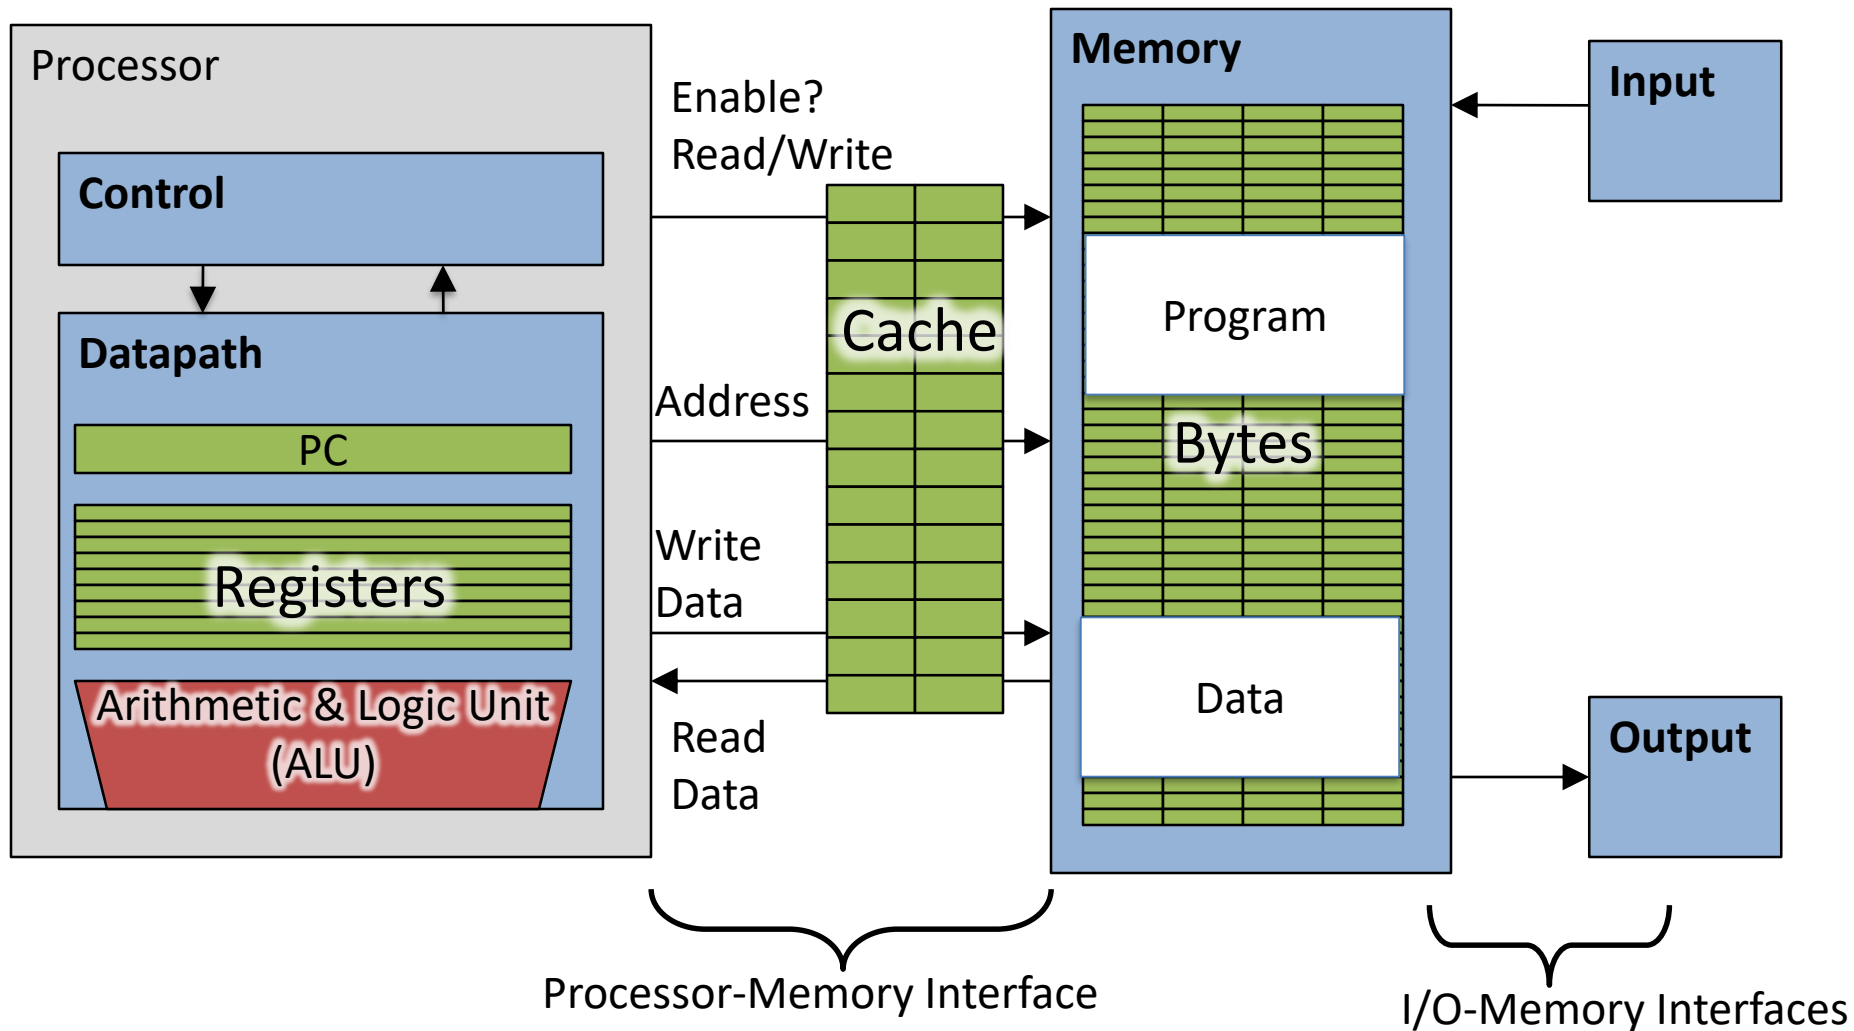 Processor
Control
Datapath
PC
Registers
Arithmetic & Logic Unit
(ALU)
Enable?
Read/Write
Cache
Address
Write
Data
Read
Data
Memory
Program
Bytes
Data
Input
Output
Processor-Memory Interface
I/O-Memory Interfaces